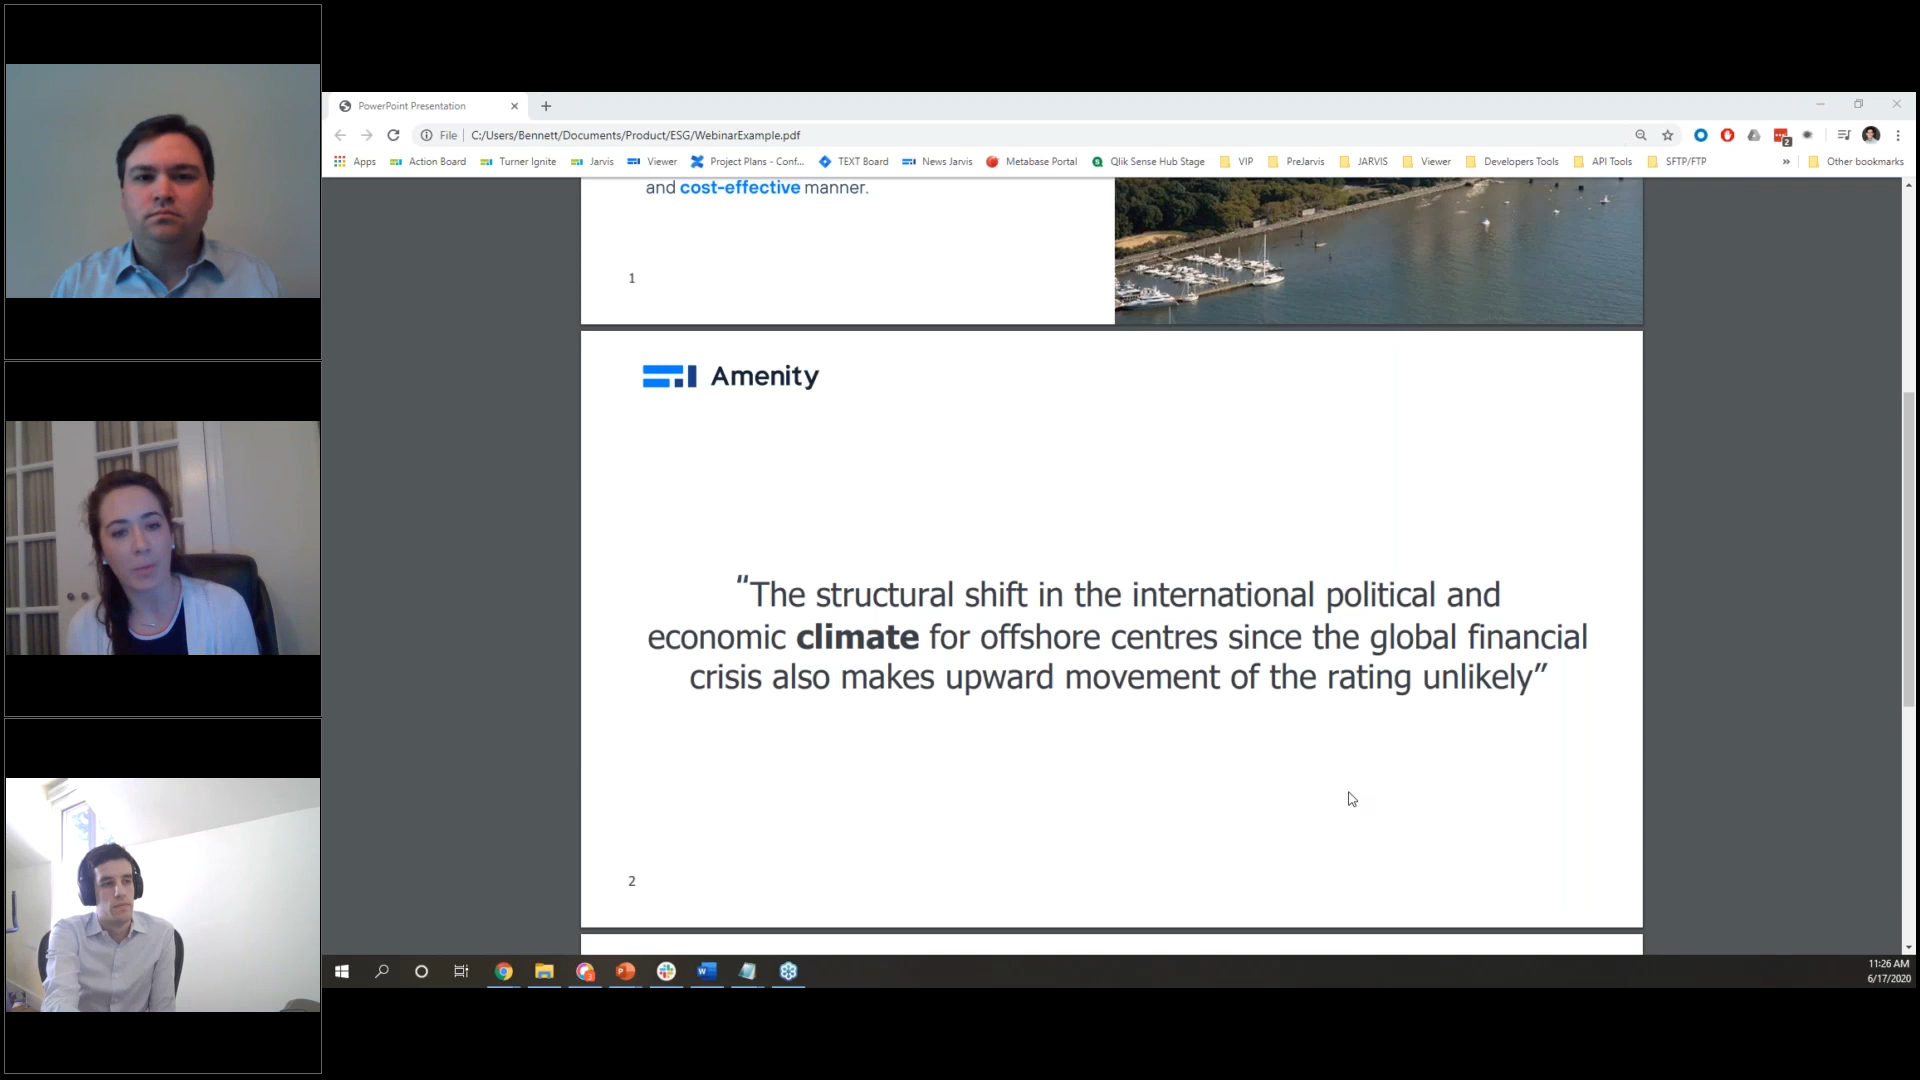 PowerPoint Presentation
File C:/Users/Bennett/Documents/Product/ESG/WebinarExample.pdf
Apps Action Board Turner Ignite Jarvis Viewer Project Plans - Conf... TEXT Board News Jarvis Metabase Portal Qlik Sense Hub Stage VIP PreJarvis JARVIS Viewer Developers Tools API Tools SFTP/FTP » Other bookmarks
and cost-effective manner.
1
Amenity
“The structural shift in the international political and
economic climate for offshore centres since the global financial
crisis also makes upward movement of the rating unlikely”
2
11:26 AM
6/17/2020